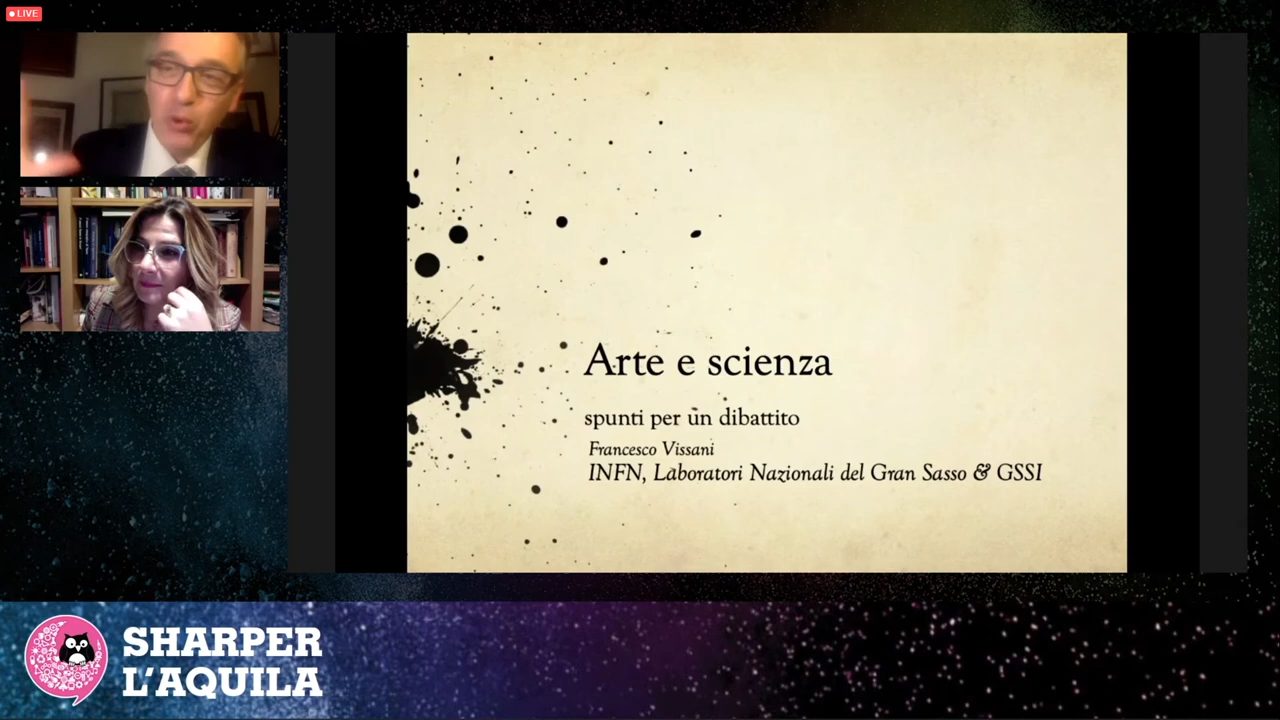 LIVE
Arte e scienza
spunti per un dibattito
Francesco Vissani
INFN, Laboratori Nazionali del Gran Sasso & GSSI
SHARPER
L'AQUILA